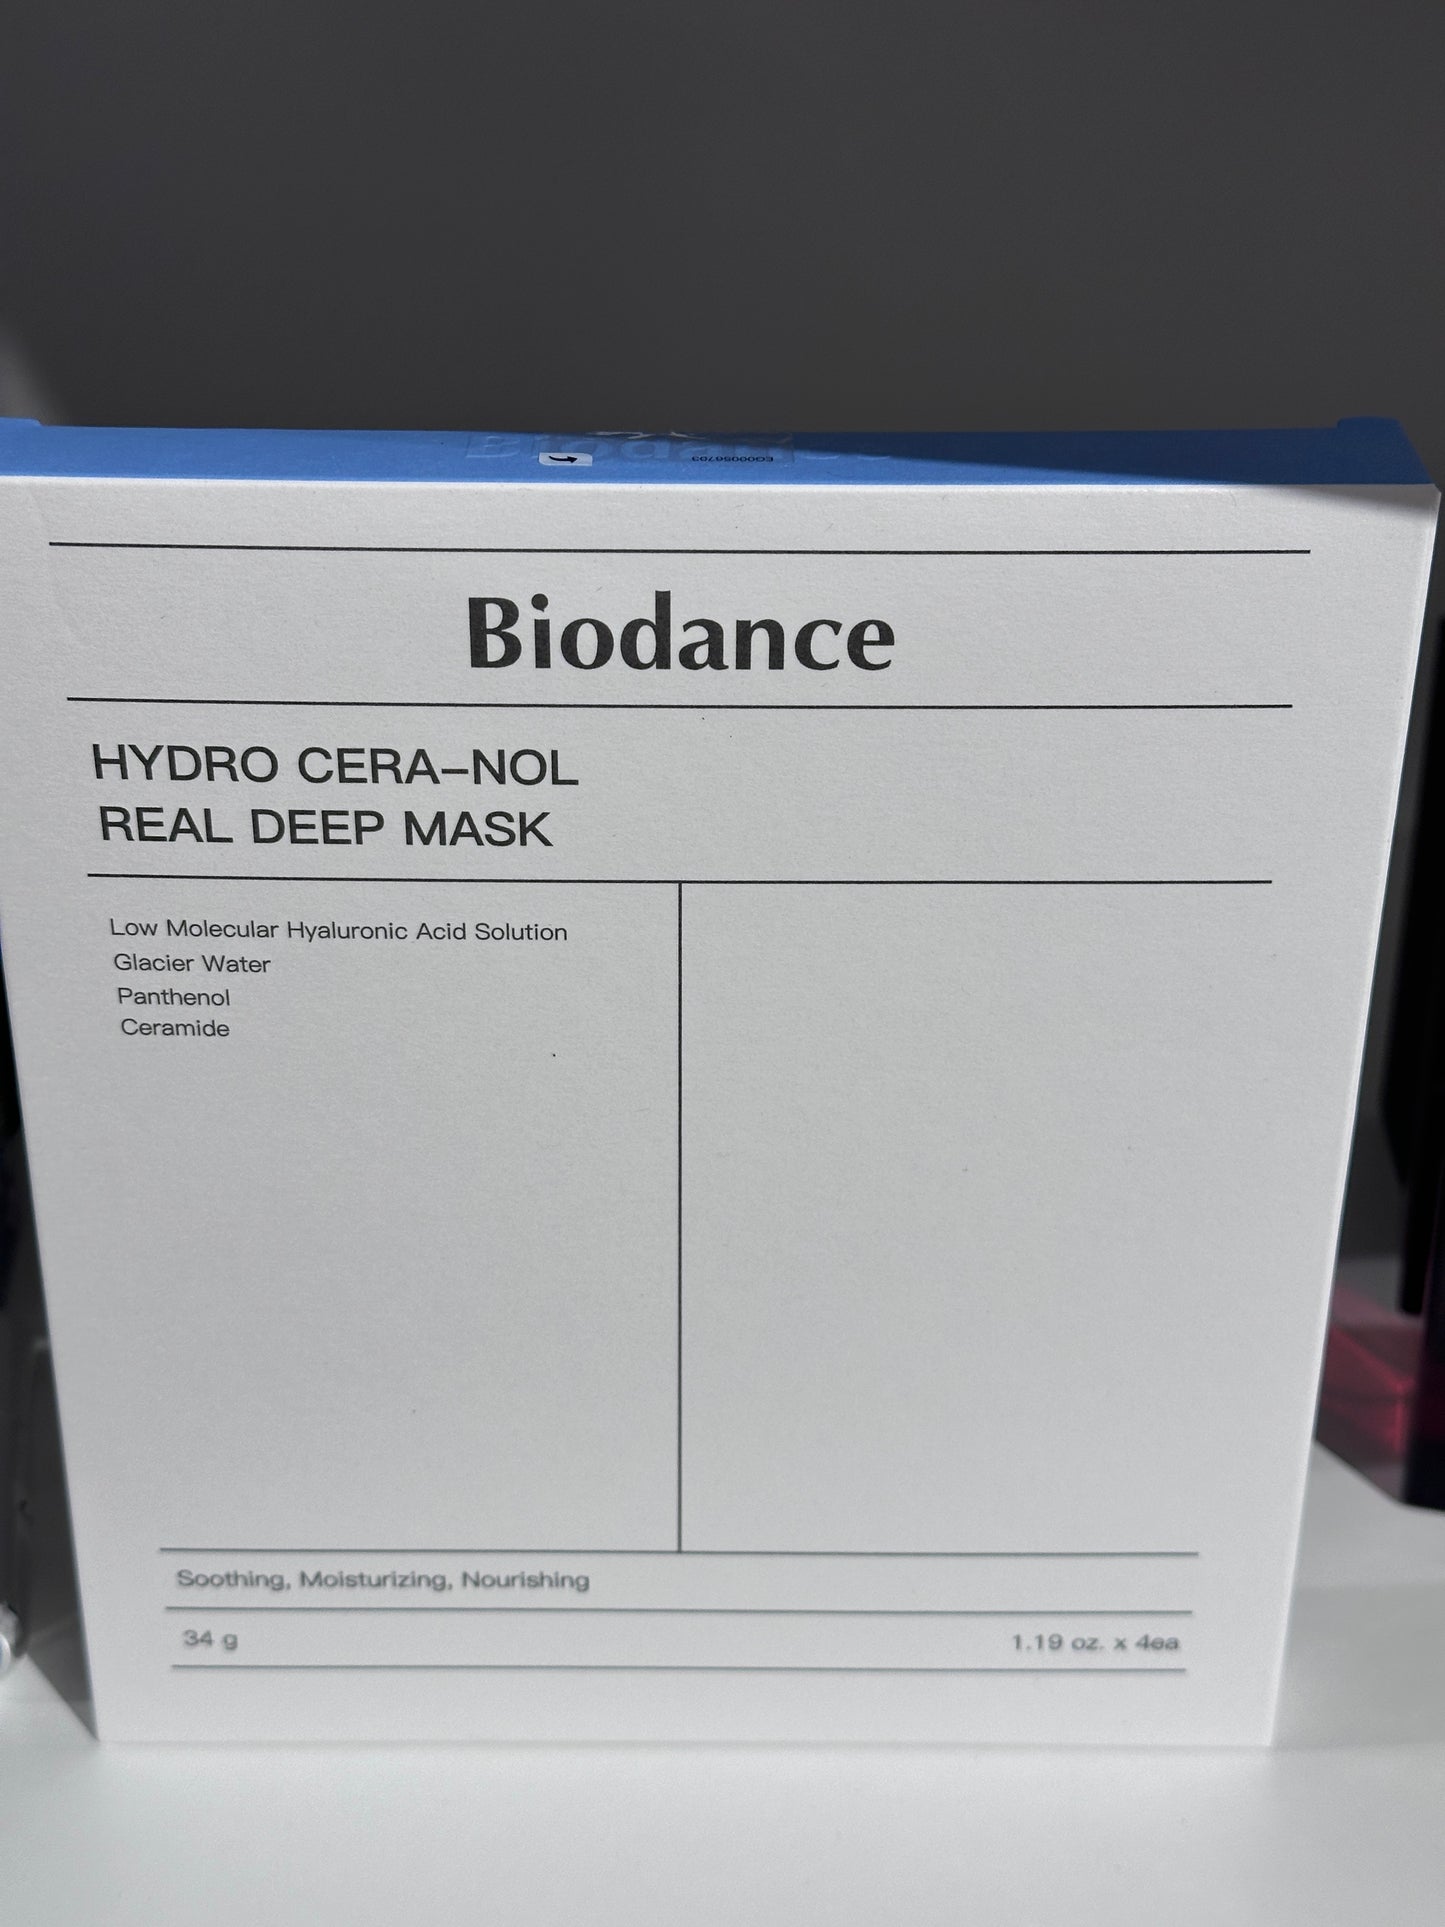 Biodance
HYDRO CERA–NOL
REAL DEEP MASK
Low Molecular Hyaluronic Acid Solution
Glacier Water
Panthenol
Ceramide
Soothing, Moisturizing, Nourishing
34 g
1.19 oz. x 4ea